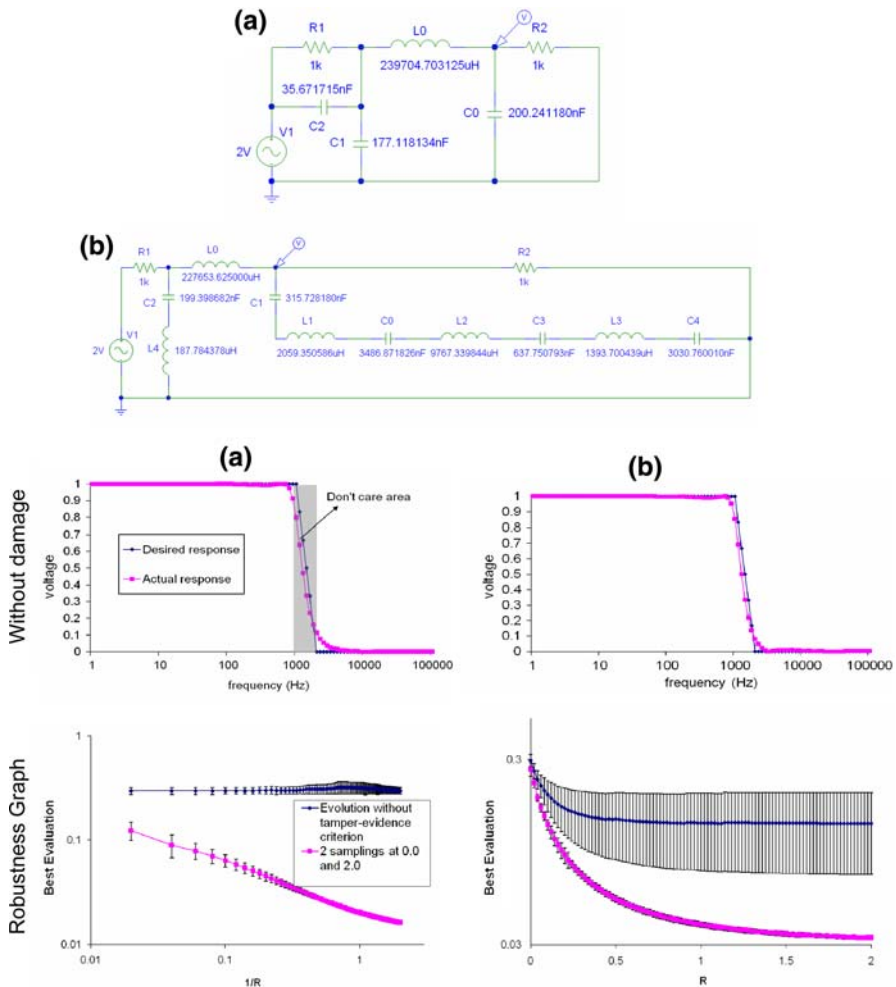 (a)
R1
1k
L0
239704.703125uH
V
R2
1k
35.671715nF
C2
V1
2V
C1
177.118134nF
C0
200.241180nF
(b)
R1
1k
L0
227653.625000uH
V
R2
1k
C2
199.398682nF
C1
315.728180nF
V1
2V
L4
187.784378uH
L1
2059.350586uH
C0
3486.871826nF
L2
9767.339844uH
C3
637.750793nF
L3
1393.700439uH
C4
3030.760010nF
(a)
(b)
Without damage
voltage
1
0.9
0.8
0.7
0.6
0.5
0.4
0.3
0.2
0.1
0
Don't care area
Desired response
Actual response
1 10 100 1000 10000 100000
frequency (Hz)
voltage
1
0.9
0.8
0.7
0.6
0.5
0.4
0.3
0.2
0.1
0
1 10 100 1000 10000 100000
frequency (Hz)
Robustness Graph
Best Evaluation
1
0.1
0.01
Evolution without tamper-evidence criterion
2 samplings at 0.0 and 2.0
0.01 0.1 1
1/R
Best Evaluation
0.3
0.03
0 0.5 1 1.5 2
R